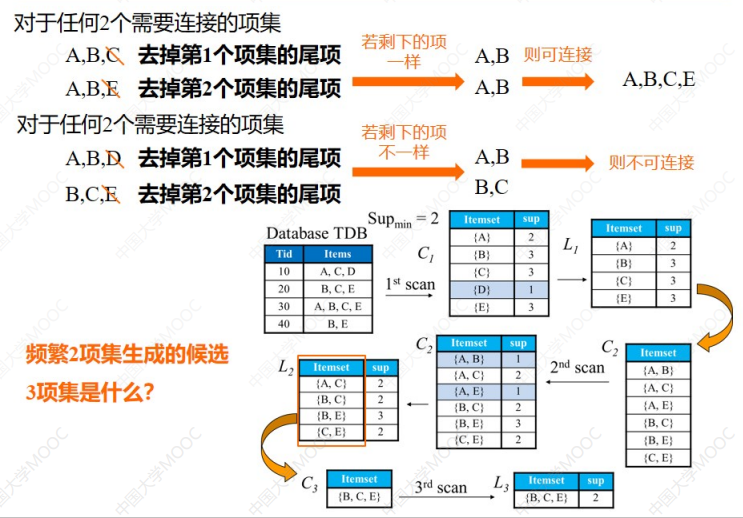 对于任何2个需要连接的项集
A,B,C 去掉第1个项集的尾项
A,B,E 去掉第2个项集的尾项
若剩下的项
一样
A,B
A,B
则可连接
A,B,C,E
对于任何2个需要连接的项集
A,B,D 去掉第1个项集的尾项
B,C,E 去掉第2个项集的尾项
若剩下的项
不一样
A,B
B,C
则不可连接
Database TDB
Tid Items
10 A, C, D
20 B, C, E
30 A, B, C, E
40 B, E
Supmin = 2
C1
1st scan
Itemset sup
{A} 2
{B} 3
{C} 3
{D} 1
{E} 3
L1
Itemset sup
{A} 2
{B} 3
{C} 3
{E} 3
C2
Itemset
{A, B}
{A, C}
{A, E}
{B, C}
{B, E}
{C, E}
2nd scan
C2
Itemset sup
{A, B} 1
{A, C} 2
{A, E} 1
{B, C} 2
{B, E} 3
{C, E} 2
L2
Itemset sup
{A, C} 2
{B, C} 2
{B, E} 3
{C, E} 2
频繁2项集生成的候选
3项集是什么？
C3
Itemset
{B, C, E}
3rd scan
L3
Itemset sup
{B, C, E} 2
中国大学MOOC